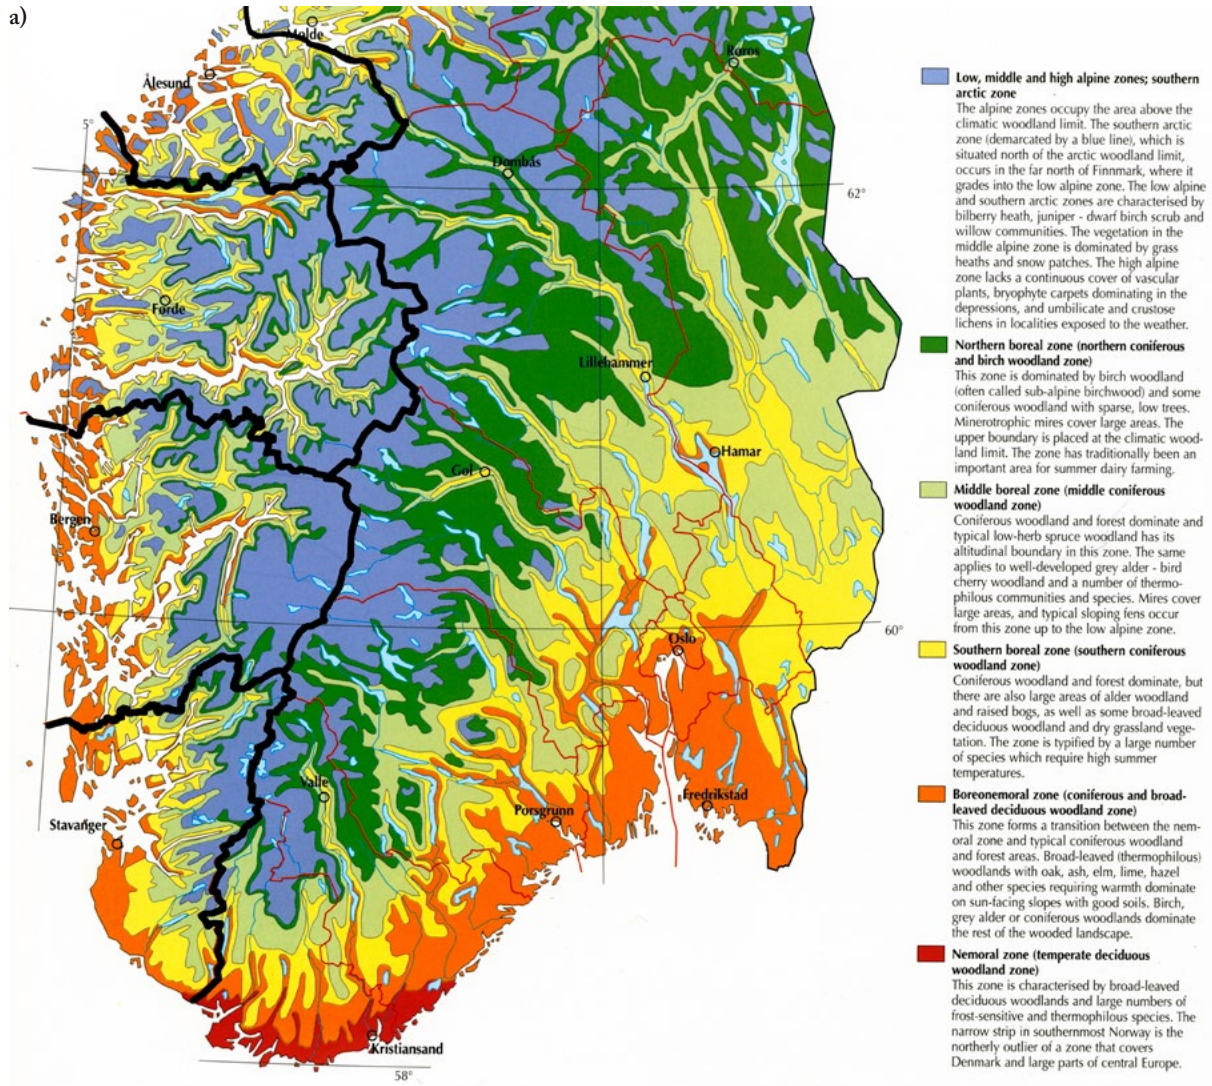 a)
Molde
Røros
Ålesund
5°
Dombås
62°
Førde
Lillehammer
Hamar
Gol
Bergen
60°
Oslo
Valle
Fredrikstad
Porsgrunn
Stavanger
Kristiansand
58°
Low, middle and high alpine zones; southern
arctic zone
The alpine zones occupy the area above the
climatic woodland limit. The southern arctic
zone (demarcated by a blue line), which is
situated north of the arctic woodland limit,
occurs in the far north of Finnmark, where it
grades into the low alpine zone. The low alpine
and southern arctic zones are characterised by
bilberry heath, juniper - dwarf birch scrub and
willow communities. The vegetation in the
middle alpine zone is dominated by grass
heaths and snow patches. The high alpine
zone lacks a continuous cover of vascular
plants, bryophyte carpets dominating in the
depressions, and umbilicate and crustose
lichens in localities exposed to the weather.
Northern boreal zone (northern coniferous
and birch woodland zone)
This zone is dominated by birch woodland
(often called sub-alpine birchwood) and some
coniferous woodland with sparse, low trees.
Minerotrophic mires cover large areas. The
upper boundary is placed at the climatic wood-
land limit. The zone has traditionally been an
important area for summer dairy farming.
Middle boreal zone (middle coniferous
woodland zone)
Coniferous woodland and forest dominate and
typical low-herb spruce woodland has its
altitudinal boundary in this zone. The same
applies to well-developed grey alder - bird
cherry woodland and a number of thermo-
philous communities and species. Mires cover
large areas, and typical sloping fens occur
from this zone up to the low alpine zone.
Southern boreal zone (southern coniferous
woodland zone)
Coniferous woodland and forest dominate, but
there are also large areas of alder woodland
and raised bogs, as well as some broad-leaved
deciduous woodland and dry grassland vege-
tation. The zone is typified by a large number
of species which require high summer
temperatures.
Boreonemoral zone (coniferous and broad-
leaved deciduous woodland zone)
This zone forms a transition between the nem-
oral zone and typical coniferous woodland
and forest areas. Broad-leaved (thermophilous)
woodlands with oak, ash, elm, lime, hazel
and other species requiring warmth dominate
on sun-facing slopes with good soils. Birch,
grey alder or coniferous woodlands dominate
the rest of the wooded landscape.
Nemoral zone (temperate deciduous
woodland zone)
This zone is characterised by broad-leaved
deciduous woodlands and large numbers of
frost-sensitive and thermophilous species. The
narrow strip in southernmost Norway is the
northerly outlier of a zone that covers
Denmark and large parts of central Europe.